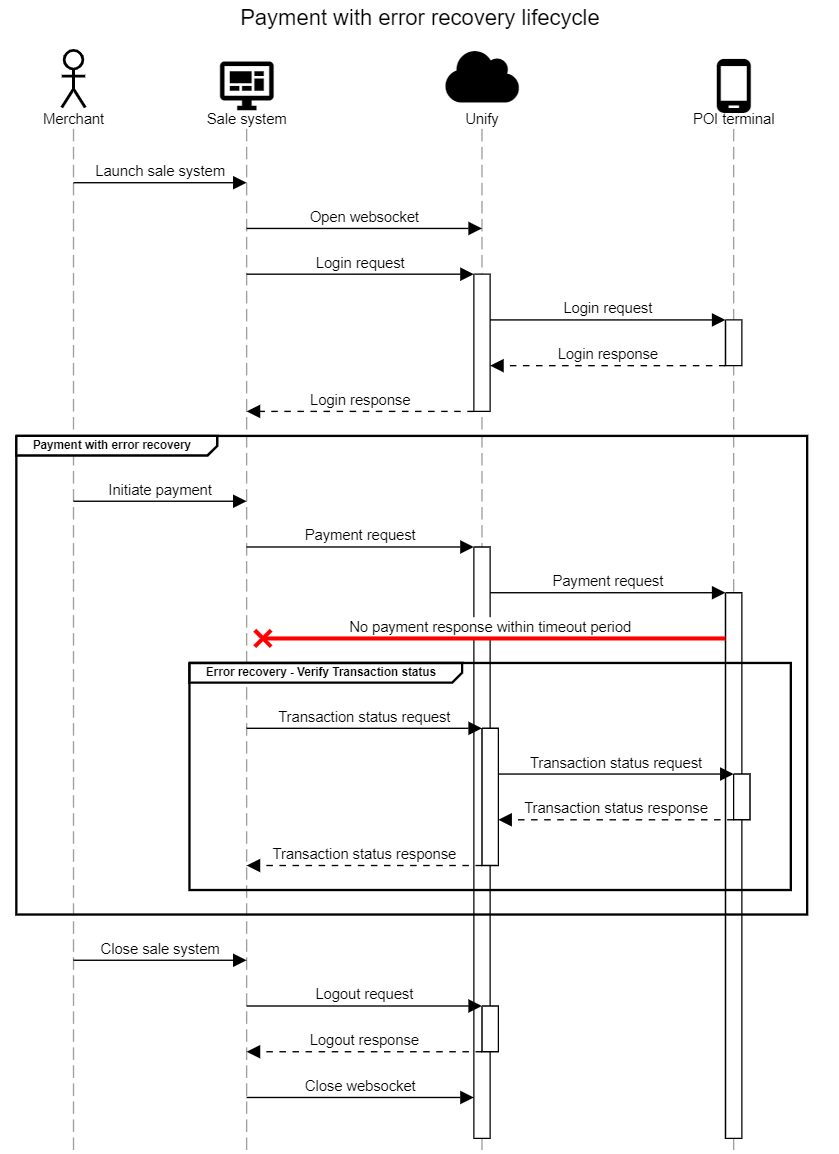 Payment with error recovery lifecycle
Merchant
Sale system
Unify
POI terminal
Launch sale system
Open websocket
Login request
Login request
Login response
Login response
Payment with error recovery
Initiate payment
Payment request
Payment request
No payment response within timeout period
Error recovery - Verify Transaction status
Transaction status request
Transaction status request
Transaction status response
Transaction status response
Close sale system
Logout request
Logout response
Close websocket